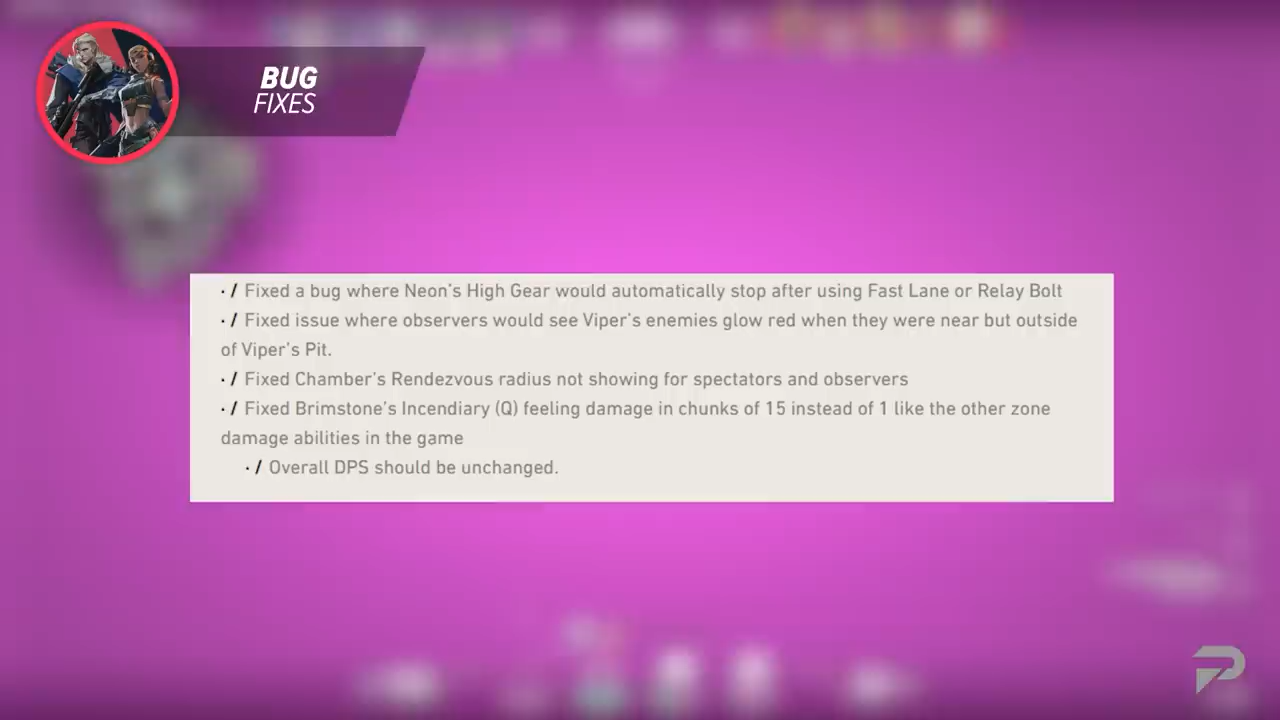 BUG
FIXES
· / Fixed a bug where Neon's High Gear would automatically stop after using Fast Lane or Relay Bolt
· / Fixed issue where observers would see Viper's enemies glow red when they were near but outside
of Viper's Pit.
· / Fixed Chamber's Rendezvous radius not showing for spectators and observers
· / Fixed Brimstone's Incendiary (Q) feeling damage in chunks of 15 instead of 1 like the other zone
damage abilities in the game
· / Overall DPS should be unchanged.